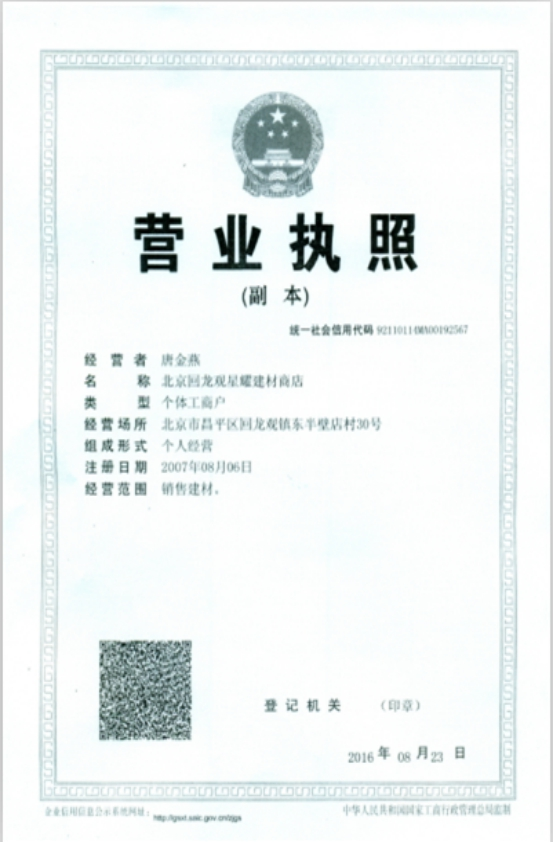 营业执照
(副 本)
统一社会信用代码 92110114MA00192567
经营者 唐金燕
名称 北京回龙观星耀建材商店
类型 个体工商户
经营场所 北京市昌平区回龙观镇东半壁店村30号
组成形式 个人经营
注册日期 2007年08月06日
经营范围 销售建材。
登记机关 （印章）
2016 年 08 月 23 日
企业信用信息公示系统网址：http://gsxt.saic.gov.cn/zjgs
中华人民共和国国家工商行政管理总局监制